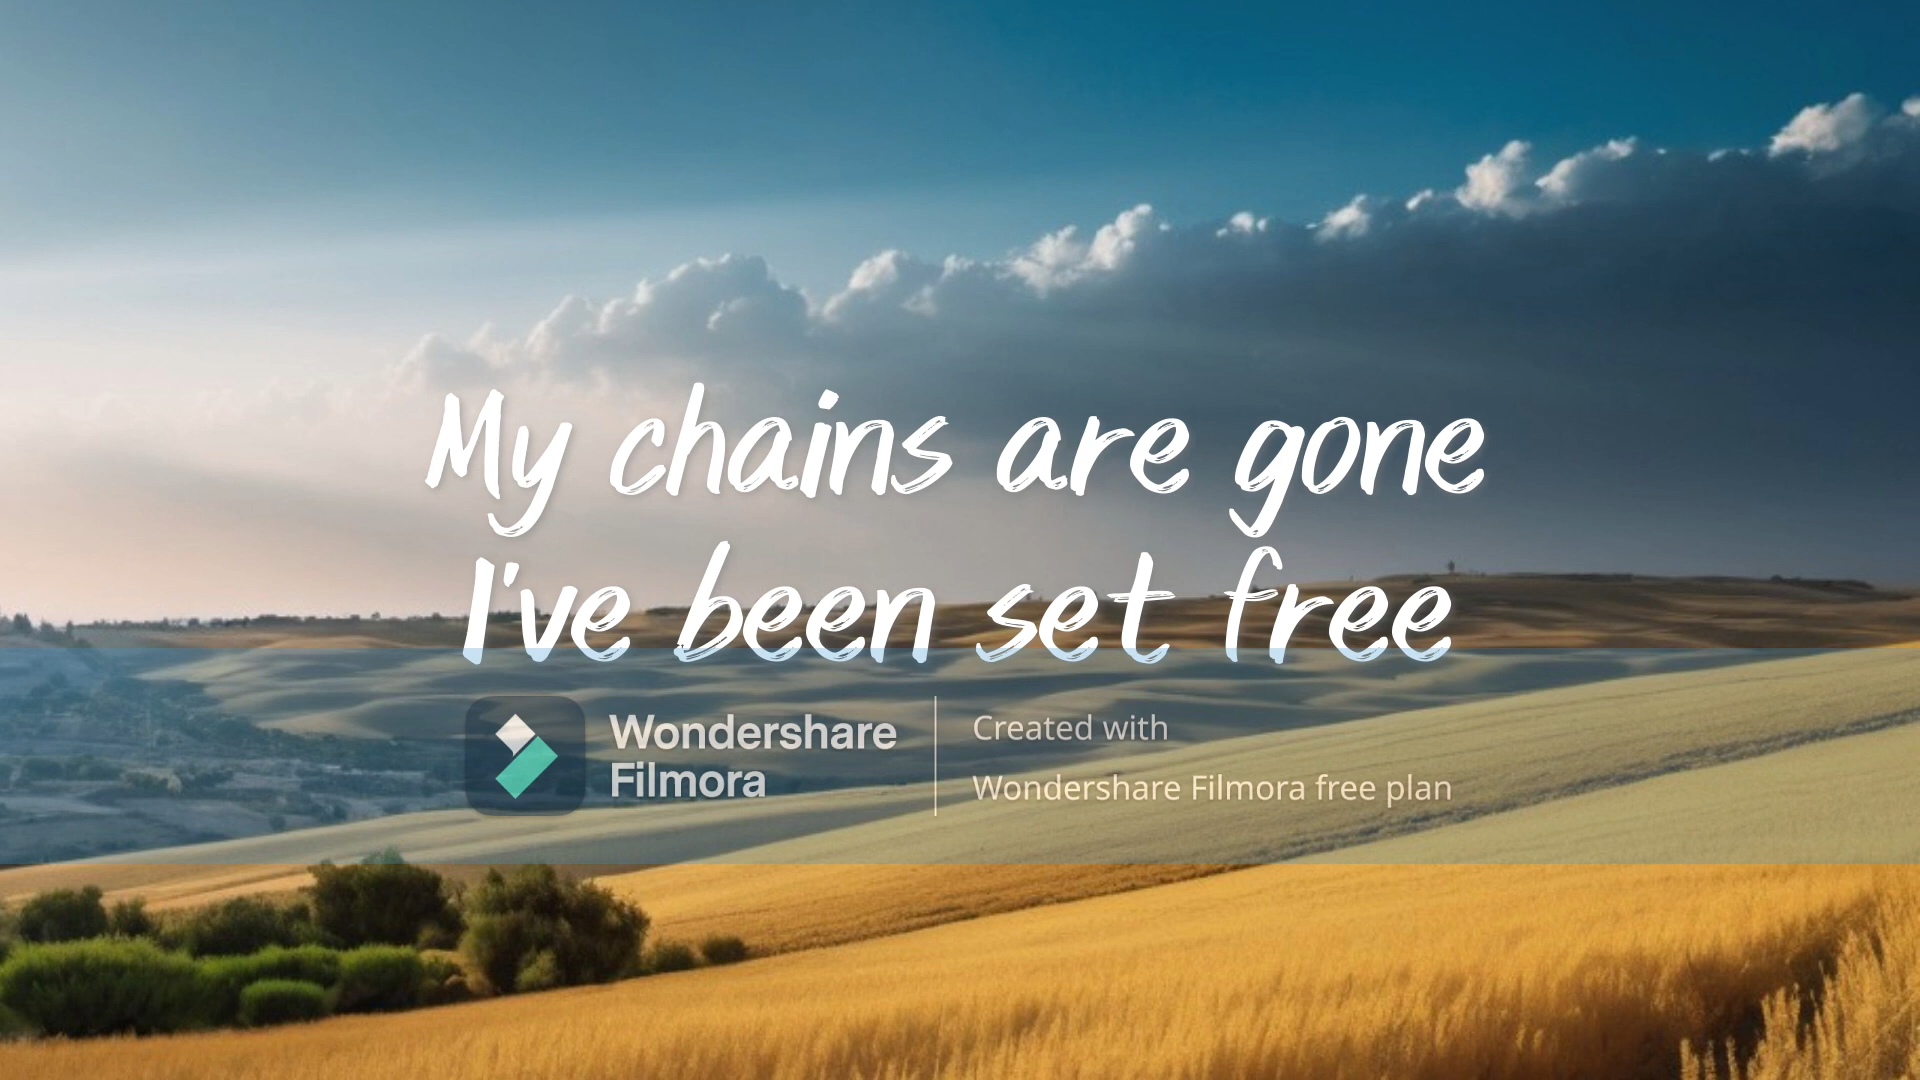 My chains are gone
I've been set free
Wondershare
Filmora
Created with
Wondershare Filmora free plan